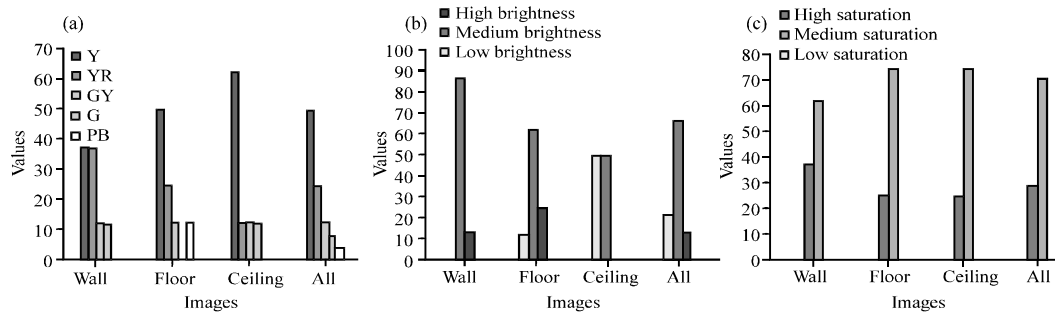 (a)
Y
YR
GY
G
PB
70
60
50
40
30
20
10
0
Values
Wall Floor Ceiling All
Images
(b)
High brightness
Medium brightness
Low brightness
100
90
80
70
60
50
40
30
20
10
0
Values
Wall Floor Ceiling All
Images
(c)
High saturation
Medium saturation
Low saturation
80
70
60
50
40
30
20
10
0
Values
Wall Floor Ceiling All
Images